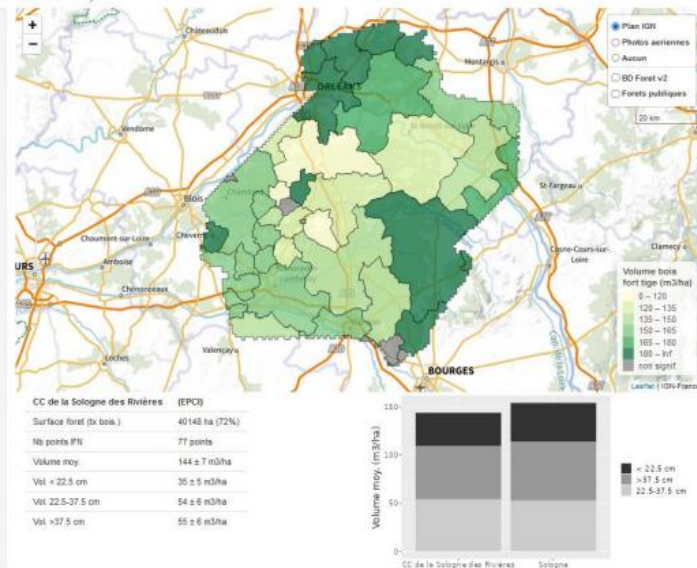 +
−
Châteaudun
Montargis
ORLEANS
Vendôme
Blois
St-Fargeau
Chaumont-sur-Loire
Amboise
Chenonceaux
Cosne-Cours-sur-Loire
Clamecy
URS
Loches
Valençay
BOURGES
Plan IGN
Photos aeriennes
Aucun
BD Foret v2
Forets publiques
20 km
Volume bois
fort tige (m3/ha)
0 – 120
120 – 135
135 – 150
150 – 165
165 – 180
180 – Inf
non signif.
Leaflet | IGN-France
CC de la Sologne des Rivières (EPCI)
Surface foret (tx bois.) 40148 ha (72%)
Nb points IFN 77 points
Volume moy. 144 ± 7 m3/ha
Vol. < 22.5 cm 35 ± 5 m3/ha
Vol. 22.5-37.5 cm 54 ± 6 m3/ha
Vol. >37.5 cm 55 ± 6 m3/ha
Volume moy. (m3/ha)
150
100
50
0
CC de la Sologne des Rivières
Sologne
< 22.5 cm
>37.5 cm
22.5-37.5 cm